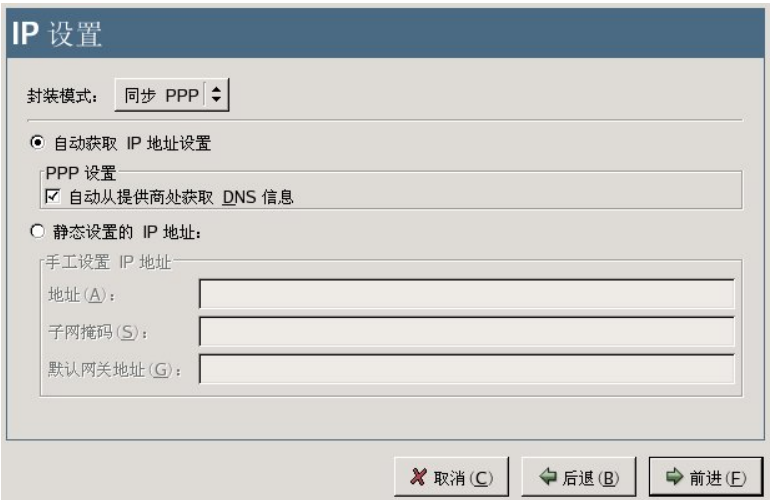 IP 设置
封装模式： 同步 PPP
自动获取 IP 地址设置
PPP 设置
自动从提供商处获取 DNS 信息
静态设置的 IP 地址：
手工设置 IP 地址
地址(A)：
子网掩码(S)：
默认网关地址(G)：
取消(C) 后退(B) 前进(F)